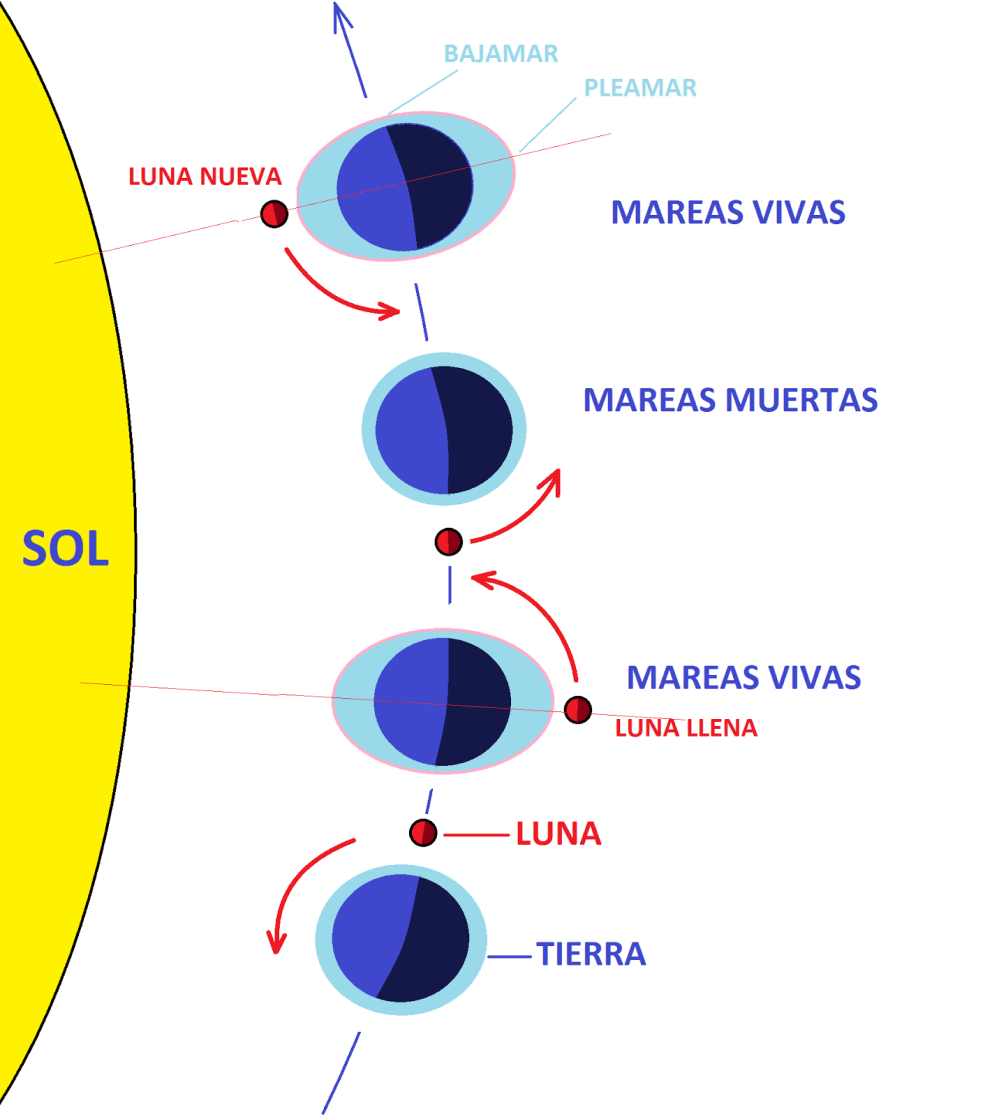 BAJAMAR
PLEAMAR
LUNA NUEVA
MAREAS VIVAS
MAREAS MUERTAS
SOL
MAREAS VIVAS
LUNA LLENA
LUNA
TIERRA